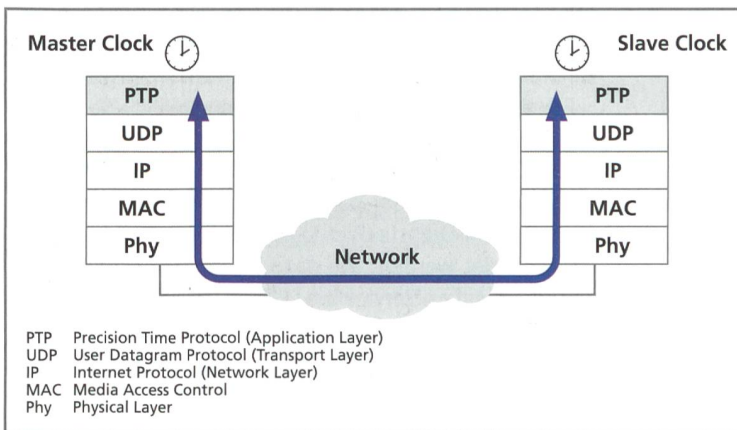 Master Clock
Slave Clock
PTP
UDP
IP
MAC
Phy
PTP
UDP
IP
MAC
Phy
Network
PTP Precision Time Protocol (Application Layer)
UDP User Datagram Protocol (Transport Layer)
IP Internet Protocol (Network Layer)
MAC Media Access Control
Phy Physical Layer